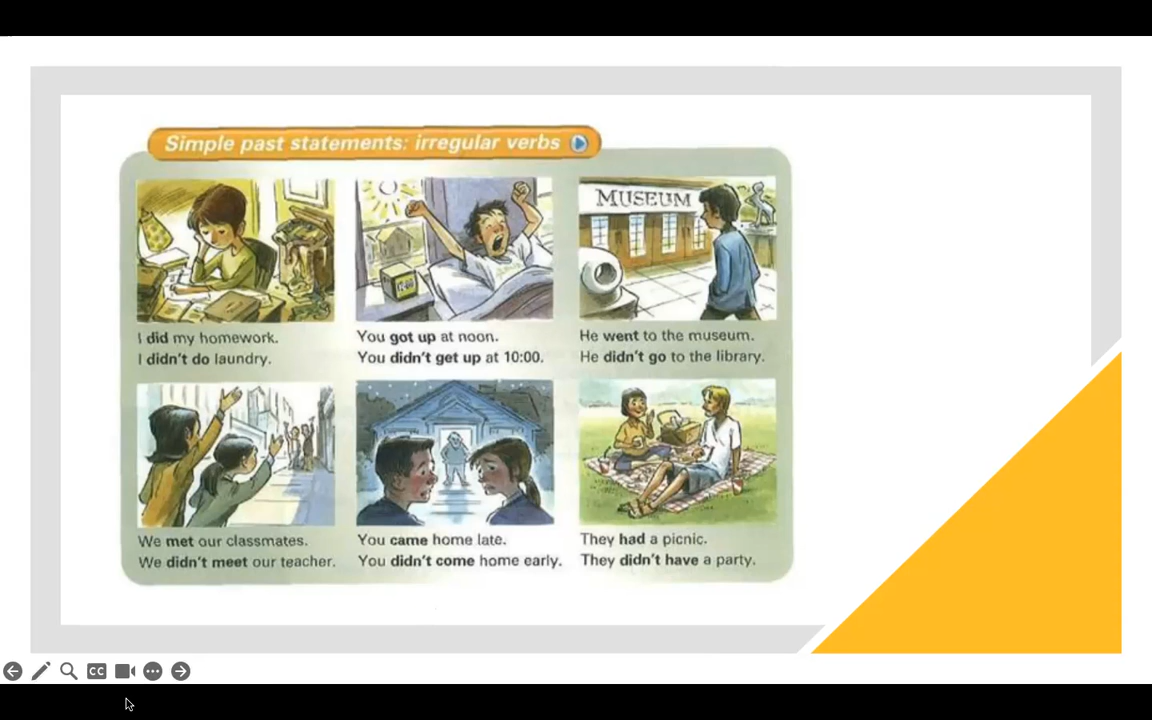 Simple past statements: irregular verbs
MUSEUM
I did my homework.
I didn't do laundry.
You got up at noon.
You didn't get up at 10:00.
He went to the museum.
He didn't go to the library.
We met our classmates.
We didn't meet our teacher.
You came home late.
You didn't come home early.
They had a picnic.
They didn't have a party.
CC